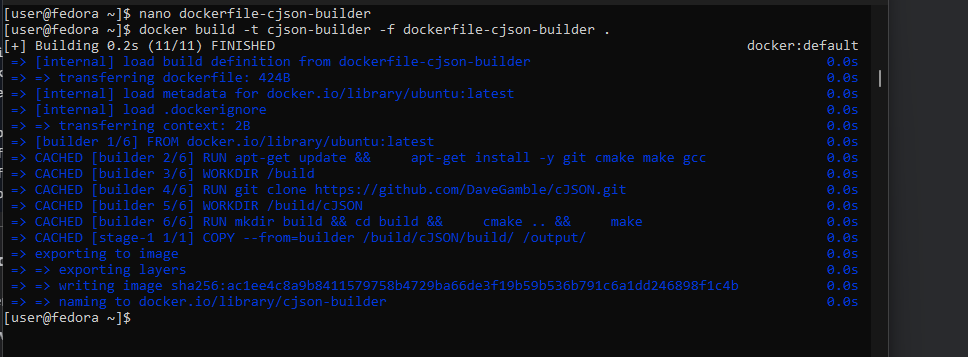 [user@fedora ~]$ nano dockerfile-cjson-builder
[user@fedora ~]$ docker build -t cjson-builder -f dockerfile-cjson-builder .
[+] Building 0.2s (11/11) FINISHED docker:default
=> [internal] load build definition from dockerfile-cjson-builder 0.0s
=> => transferring dockerfile: 424B 0.0s
=> [internal] load metadata for docker.io/library/ubuntu:latest 0.0s
=> [internal] load .dockerignore 0.0s
=> => transferring context: 2B 0.0s
=> [builder 1/6] FROM docker.io/library/ubuntu:latest 0.0s
=> CACHED [builder 2/6] RUN apt-get update &&     apt-get install -y git cmake make gcc 0.0s
=> CACHED [builder 3/6] WORKDIR /build 0.0s
=> CACHED [builder 4/6] RUN git clone https://github.com/DaveGamble/cJSON.git 0.0s
=> CACHED [builder 5/6] WORKDIR /build/cJSON 0.0s
=> CACHED [builder 6/6] RUN mkdir build && cd build &&     cmake .. &&     make 0.0s
=> CACHED [stage-1 1/1] COPY --from=builder /build/cJSON/build/ /output/ 0.0s
=> exporting to image 0.0s
=> => exporting layers 0.0s
=> => writing image sha256:ac1ee4c8a9b8411579758b4729ba66de3f19b59b536b791c6a1dd246898f1c4b 0.0s
=> => naming to docker.io/library/cjson-builder 0.0s
[user@fedora ~]$